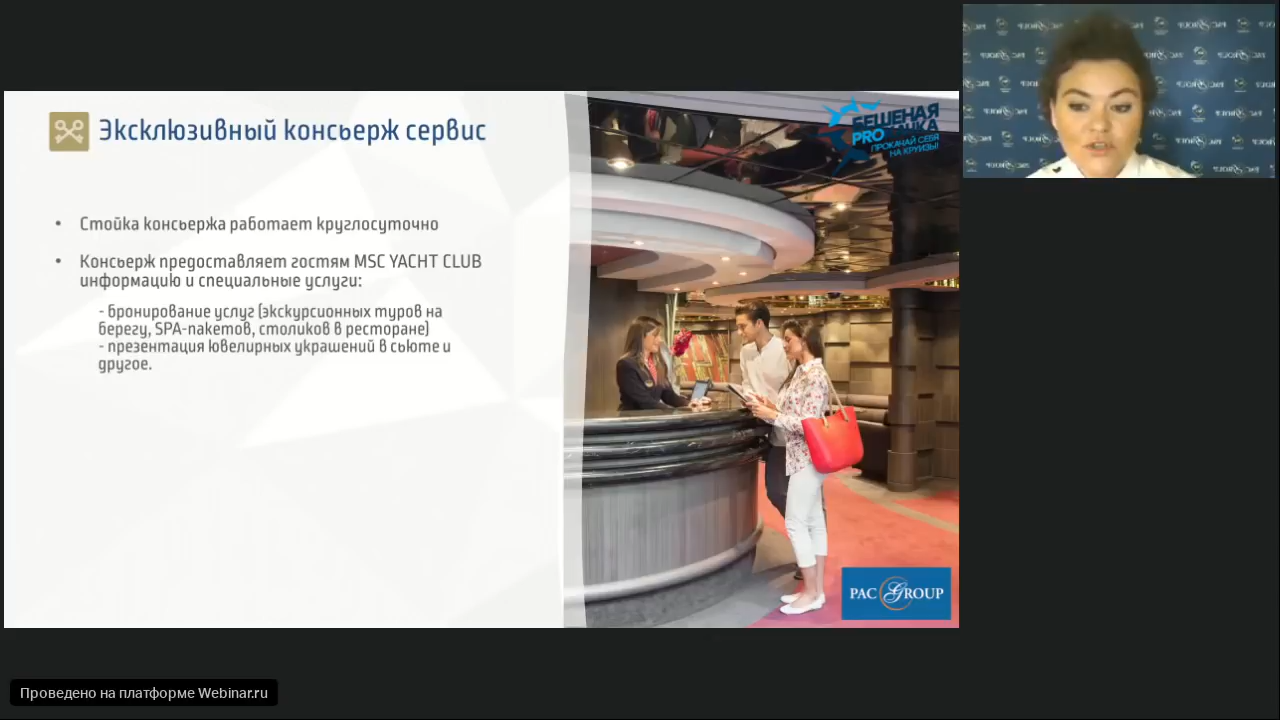 Эксклюзивный консьерж сервис
БЕШЕНАЯ
PRO
ПРОКАЧАЙ СЕБЯ
НА КРУИЗЫ!
• Стойка консьержа работает круглосуточно
• Консьерж предоставляет гостям MSC YACHT CLUB
информацию и специальные услуги:
- бронирование услуг (экскурсионных туров на
берегу, SPA-пакетов, столиков в ресторане)
- презентация ювелирных украшений в сьюте и
другое.
PAC GROUP
Проведено на платформе Webinar.ru